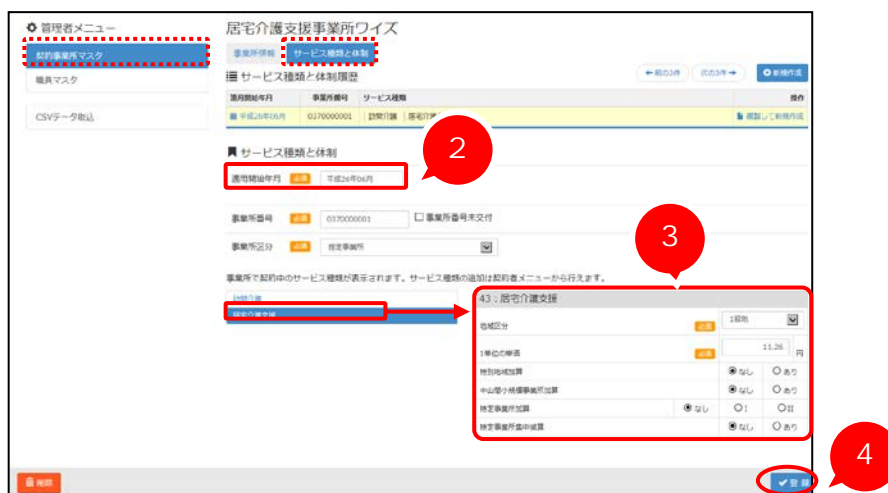 管理者メニュー
契約事業所マスタ
職員マスタ
CSVデータ取込
居宅介護支援事業所ワイズ
事業所情報 サービス種類と体制
サービス種類と体制履歴
←前の3件 次の3件→ 新規作成
適用開始年月 事業所番号 サービス種類 操作
平成26年06月 0370000001 訪問介護 居宅介 複製して新規作成
2
サービス種類と体制
適用開始年月 必須 平成26年06月
事業所番号 必須 0370000001 事業所番号未交付
事業所区分 必須 指定事業所
3
事業所で契約中のサービス種類が表示されます。サービス種類の追加は契約者メニューから行えます。
訪問介護
居宅介護支援
43:居宅介護支援
地域区分 必須 1級地
1単位の単価 必須 11.26 円
特別地域加算 なし あり
中山間小規模事業所加算 なし あり
特定事業所加算 なし I II
特定事業所集中減算 なし あり
4
削除
登録